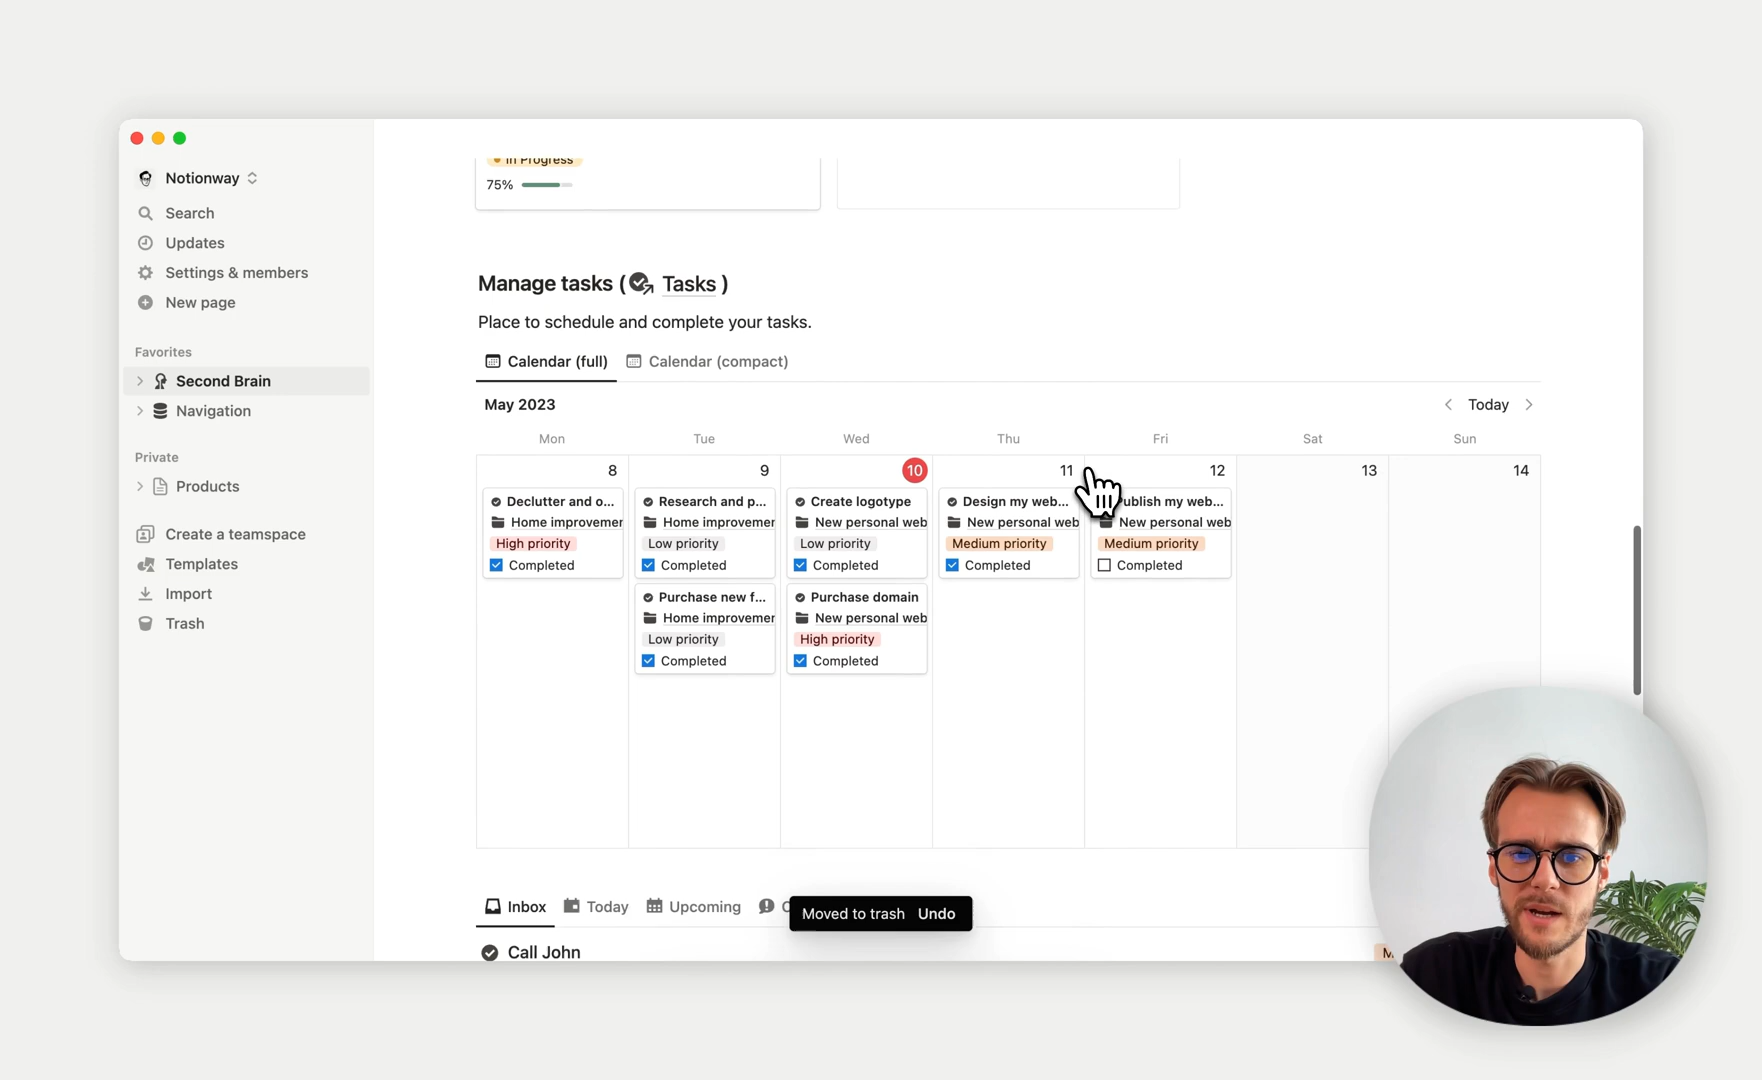 Notionway
Search
Updates
Settings & members
New page
Favorites
Second Brain
Navigation
Private
Products
Create a teamspace
Templates
Import
Trash
In Progress
75%
Manage tasks ( Tasks )
Place to schedule and complete your tasks.
Calendar (full) Calendar (compact)
May 2023
Today
Mon Tue Wed Thu Fri Sat Sun
8 9 10 11 12 13 14
Declutter and o...
Home improvemen
High priority
Completed
Research and p...
Home improvemen
Low priority
Completed
Purchase new f...
Home improvemen
Low priority
Completed
Create logotype
New personal web
Low priority
Completed
Purchase domain
New personal web
High priority
Completed
Design my web...
New personal web
Medium priority
Completed
ublish my web...
New personal web
Medium priority
Completed
Inbox Today Upcoming
Moved to trash Undo
Call John